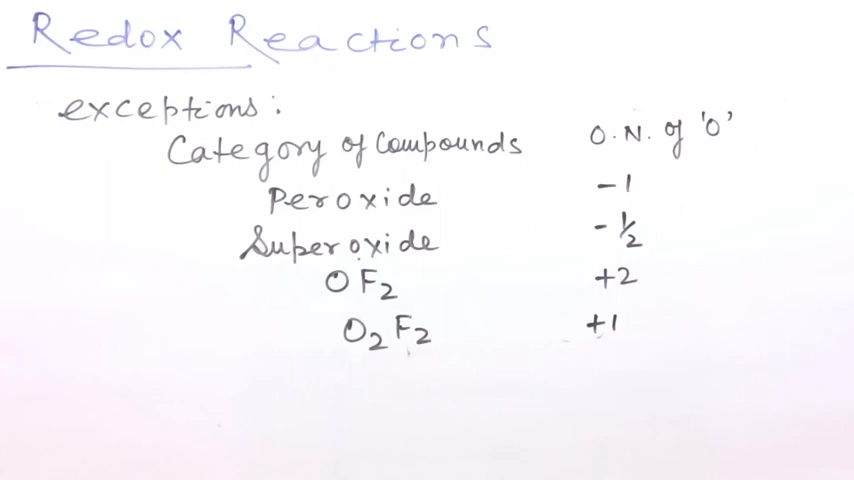 Redox Reactions
exceptions:
Category of Compounds O.N. of 'O'
Peroxide -1
Superoxide -1/2
OF2 +2
O2F2 +1